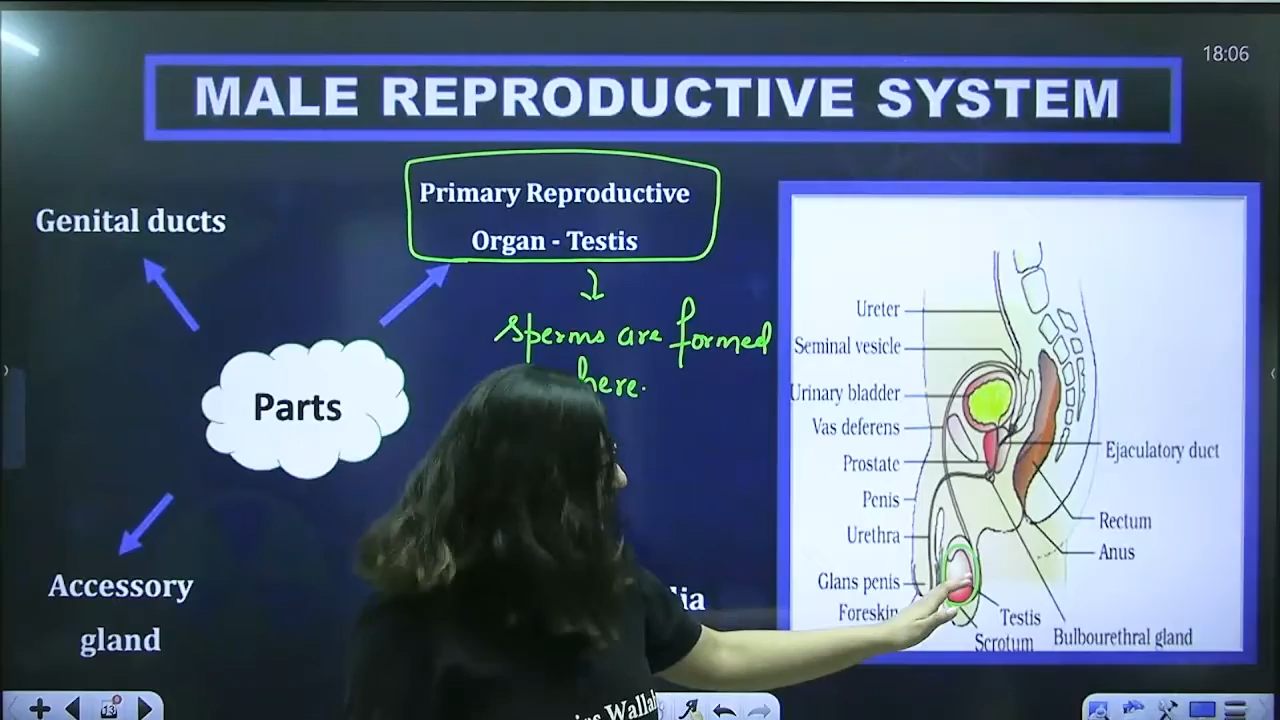 18:06
MALE REPRODUCTIVE SYSTEM
Genital ducts
Primary Reproductive
Organ - Testis
sperms are formed
here.
Parts
Accessory
gland
Ureter
Seminal vesicle
Urinary bladder
Vas deferens
Prostate
Penis
Urethra
Glans penis
Foreskin
Ejaculatory duct
Rectum
Anus
Testis
Scrotum
Bulbourethral gland
13